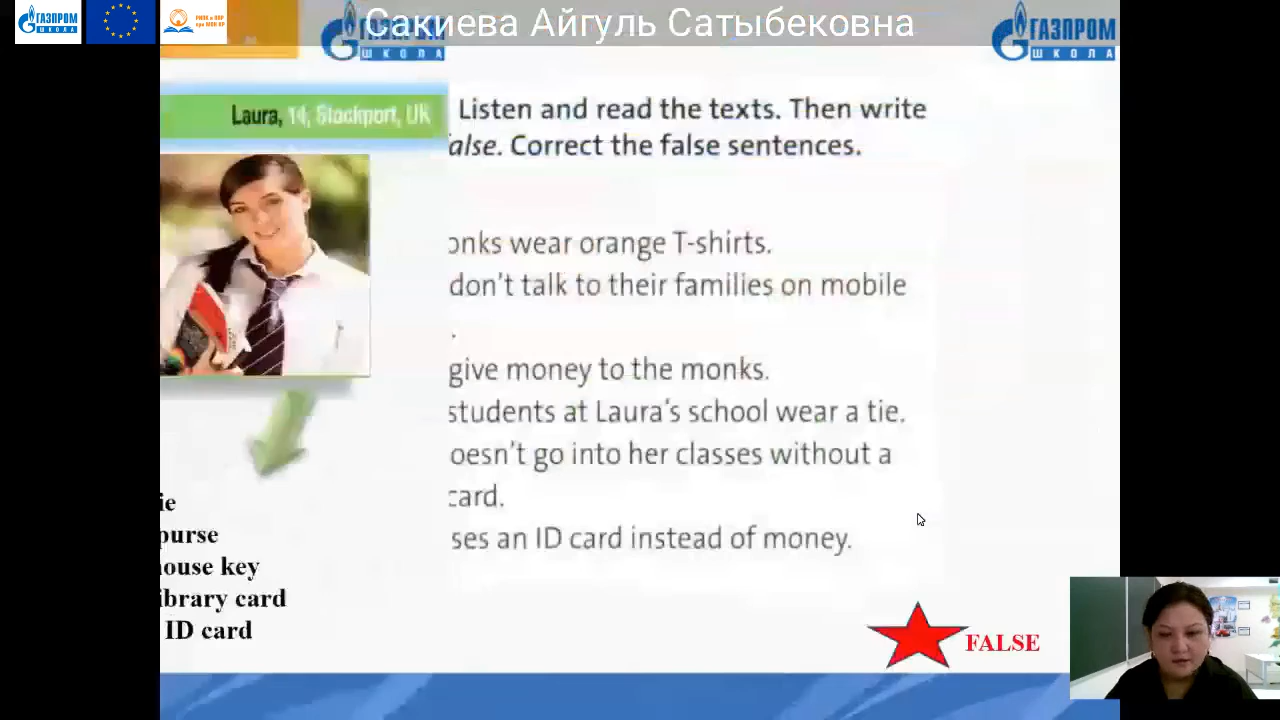 ГАЗПРОМ
ШКОЛА
Сакиева Айгуль Сатыбековна
ГАЗПРОМ
ШКОЛА
ГАЗПРОМ
ШКОЛА
Laura, 14, Stockport, UK
Listen and read the texts. Then write
alse. Correct the false sentences.
onks wear orange T-shirts.
don't talk to their families on mobile
.
give money to the monks.
students at Laura's school wear a tie.
oesn't go into her classes without a
card.
ses an ID card instead of money.
ie
purse
ouse key
ibrary card
ID card
FALSE